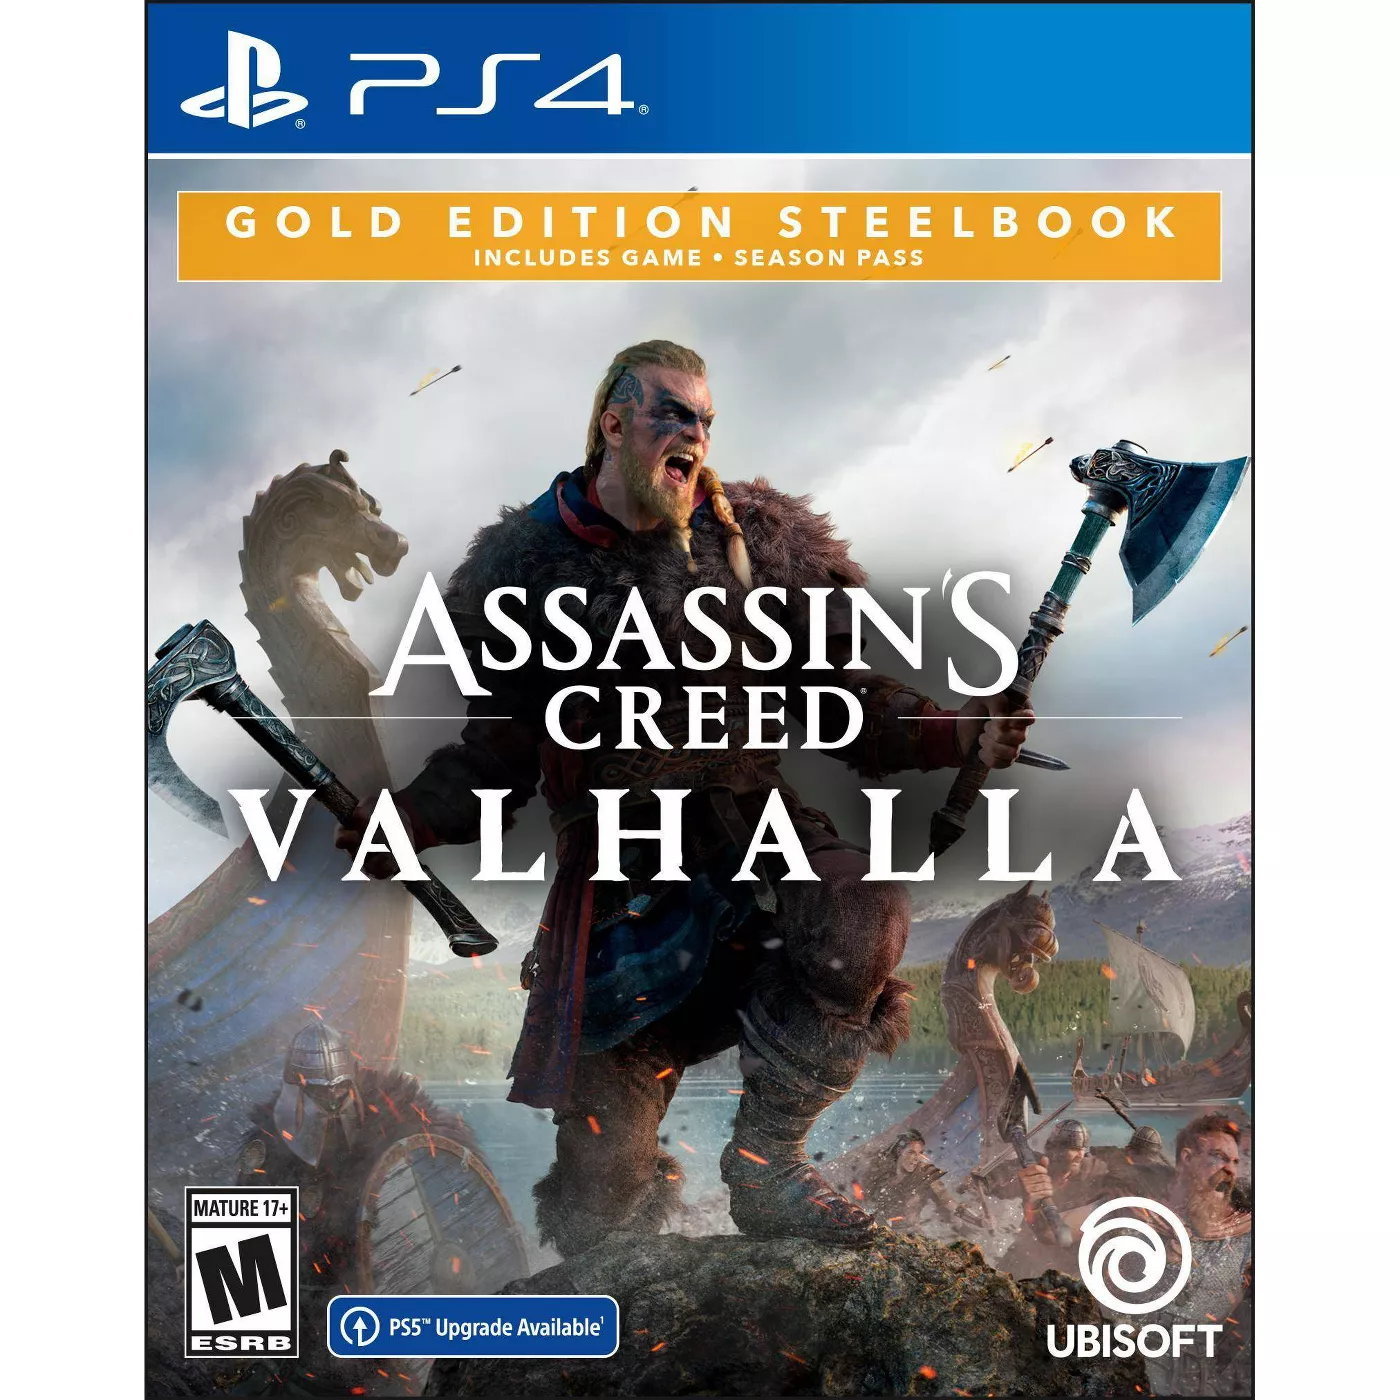 PS4®
GOLD EDITION STEELBOOK
INCLUDES GAME • SEASON PASS
ASSASSIN'S
CREED®
VALHALLA
MATURE 17+
M
ESRB
PS5™ Upgrade Available¹
UBISOFT